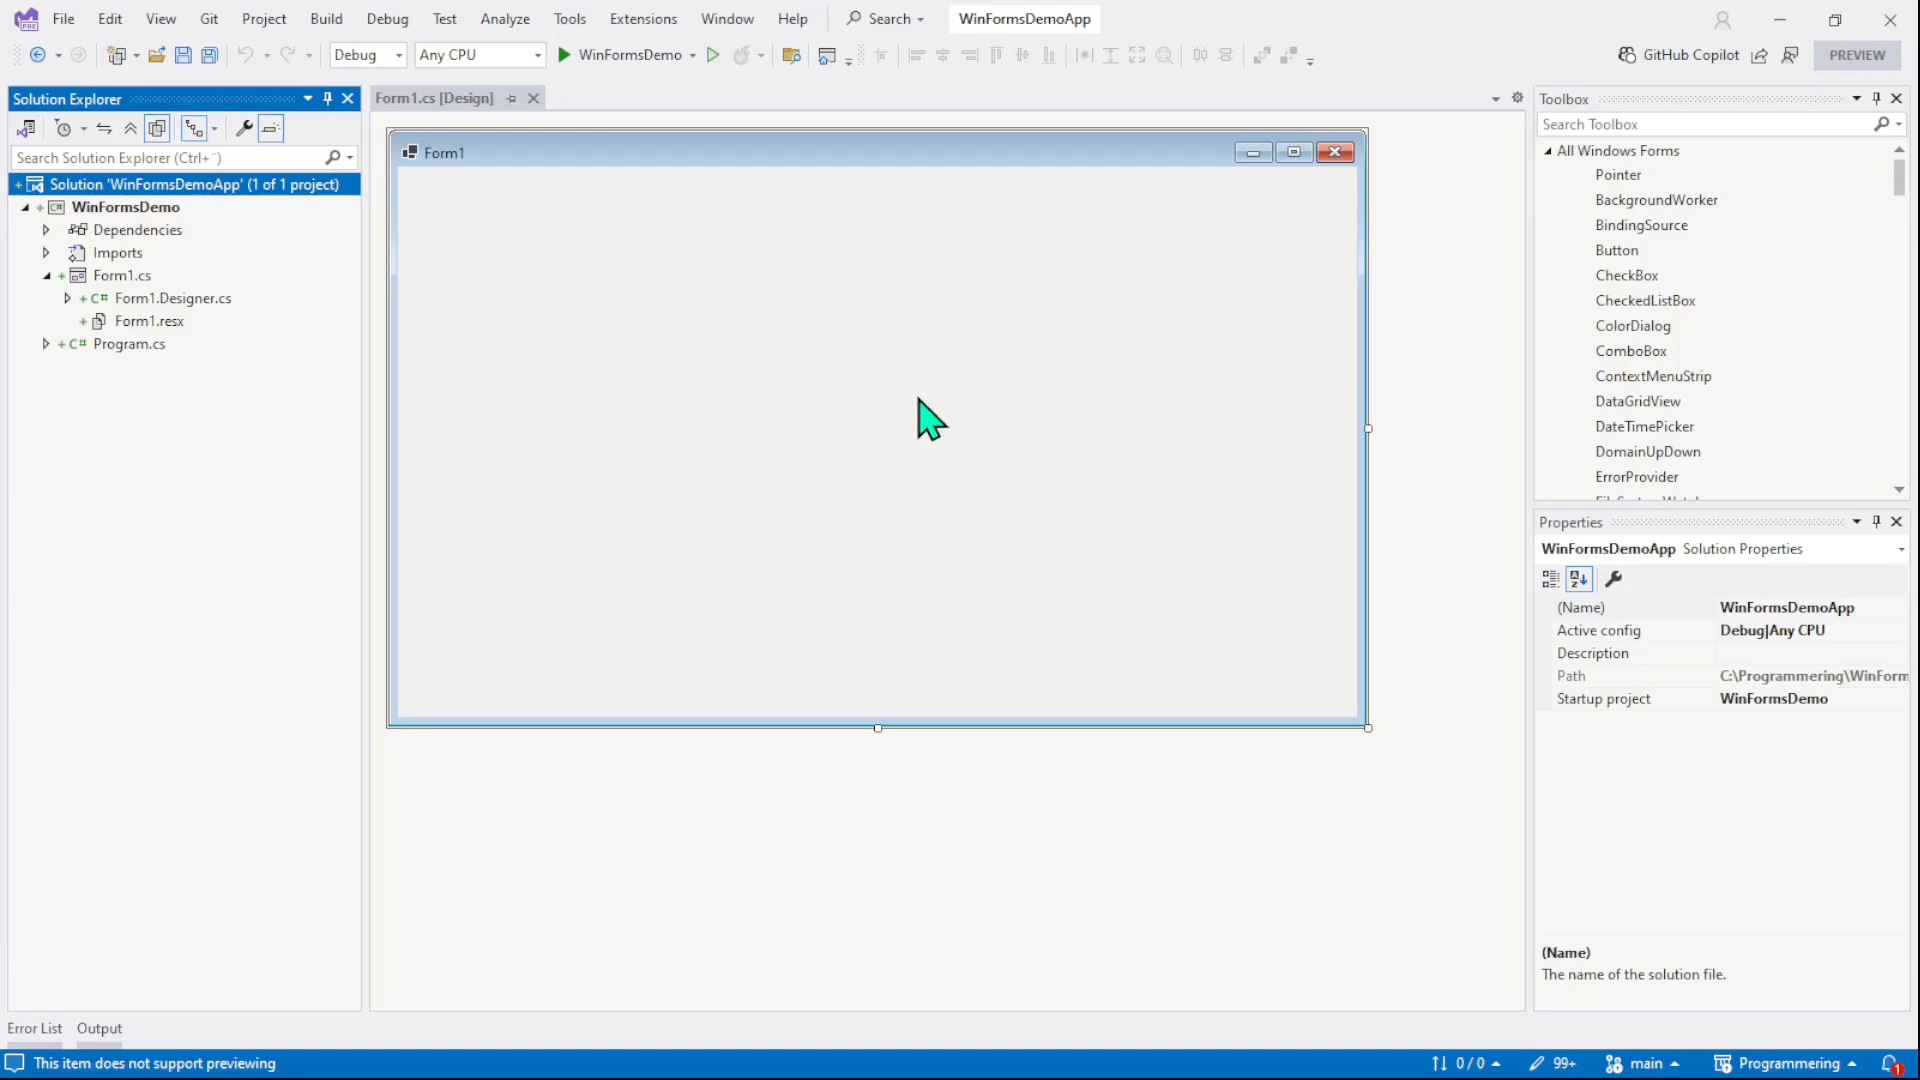 File Edit View Git Project Build Debug Test Analyze Tools Extensions Window Help Search WinFormsDemoApp
Debug Any CPU WinFormsDemo GitHub Copilot PREVIEW
Solution Explorer
Search Solution Explorer (Ctrl+¨)
Solution 'WinFormsDemoApp' (1 of 1 project)
WinFormsDemo
Dependencies
Imports
Form1.cs
C# Form1.Designer.cs
Form1.resx
C# Program.cs
Form1.cs [Design]
Form1
Toolbox
Search Toolbox
All Windows Forms
Pointer
BackgroundWorker
BindingSource
Button
CheckBox
CheckedListBox
ColorDialog
ComboBox
ContextMenuStrip
DataGridView
DateTimePicker
DomainUpDown
ErrorProvider
Properties
WinFormsDemoApp Solution Properties
(Name) WinFormsDemoApp
Active config Debug|Any CPU
Description
Path C:\Programmering\WinForm
Startup project WinFormsDemo
(Name)
The name of the solution file.
Error List Output
This item does not support previewing 0 / 0 99+ main Programmering 1